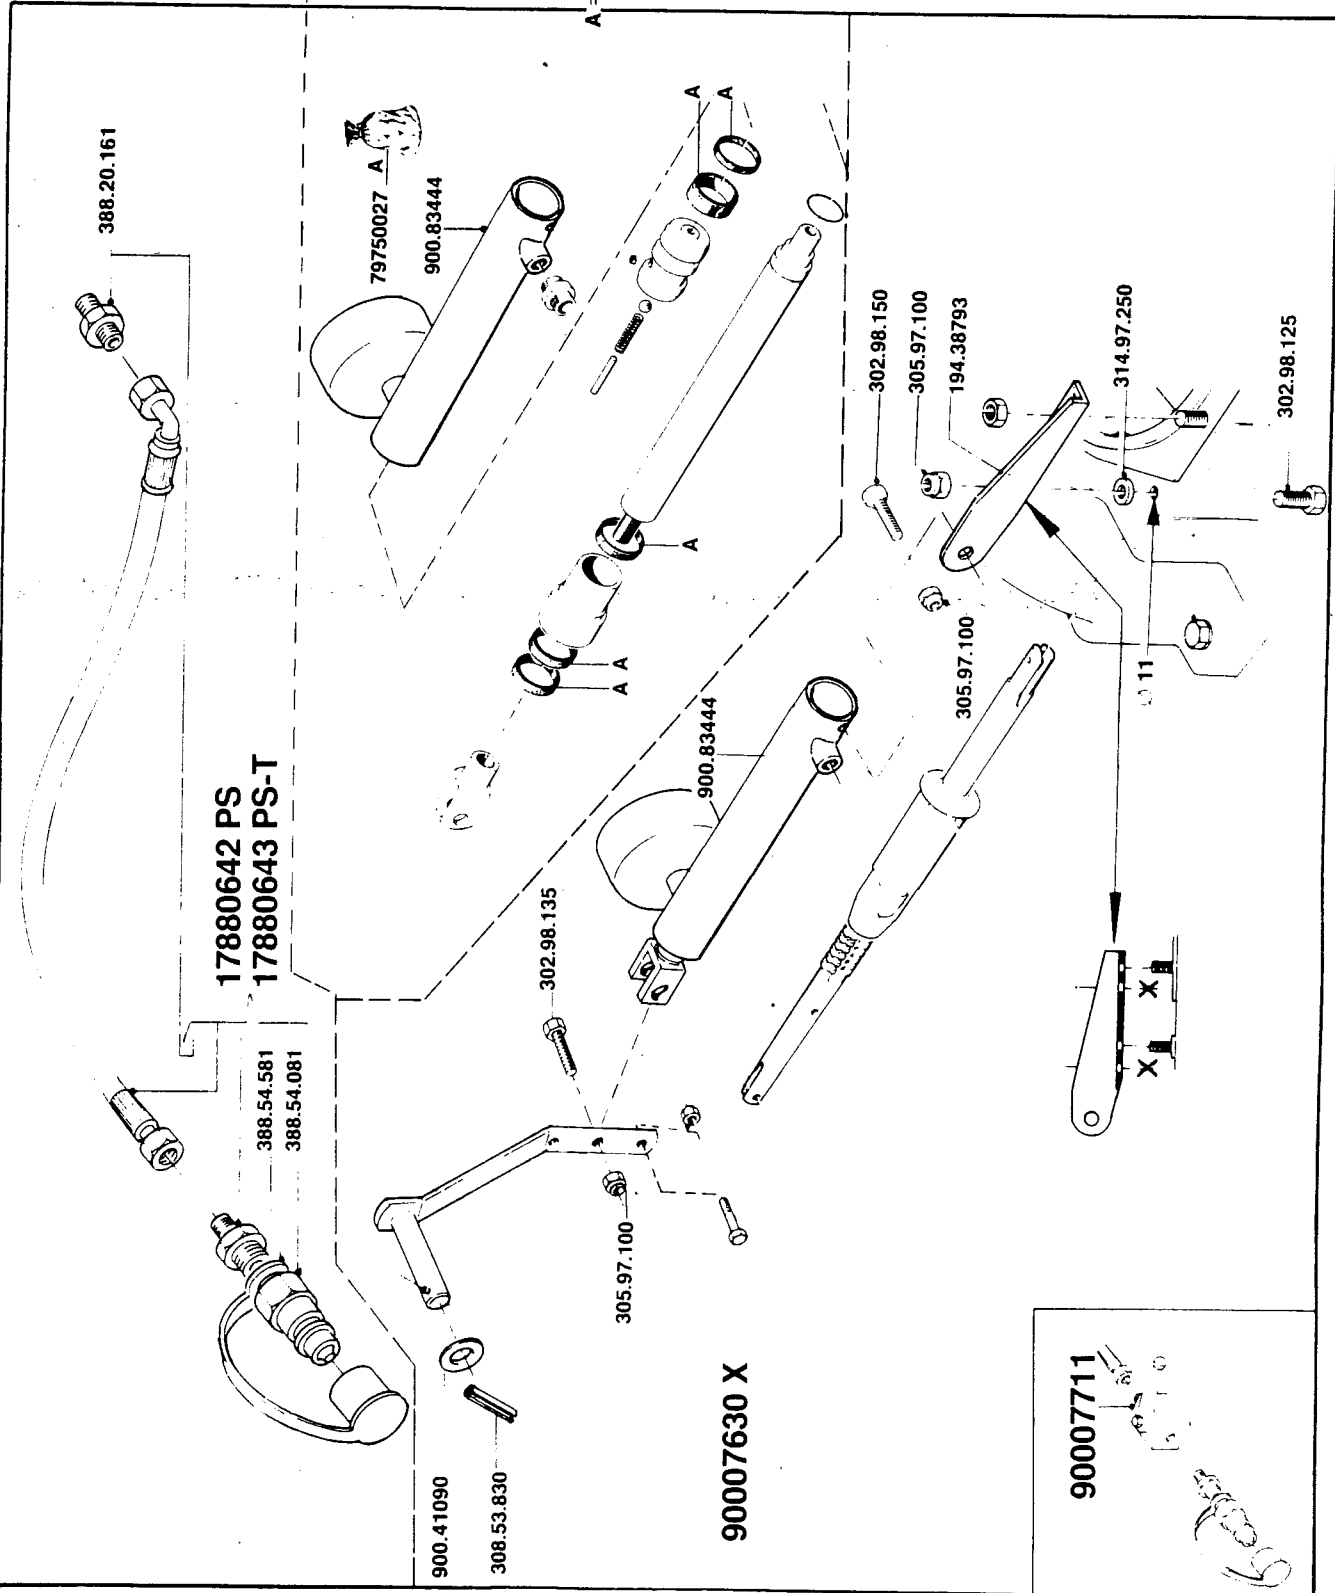 A
388.20.161
79750027 A
900.83444
A
A
17880642 PS
17880643 PS-T
A
A
A
388.54.581
388.54.081
302.98.150
305.97.100
194.38793
314.97.250
302.98.125
305.97.100
11
900.83444
302.98.135
305.97.100
X
X
900.41090
308.53.830
90007630 X
90007711